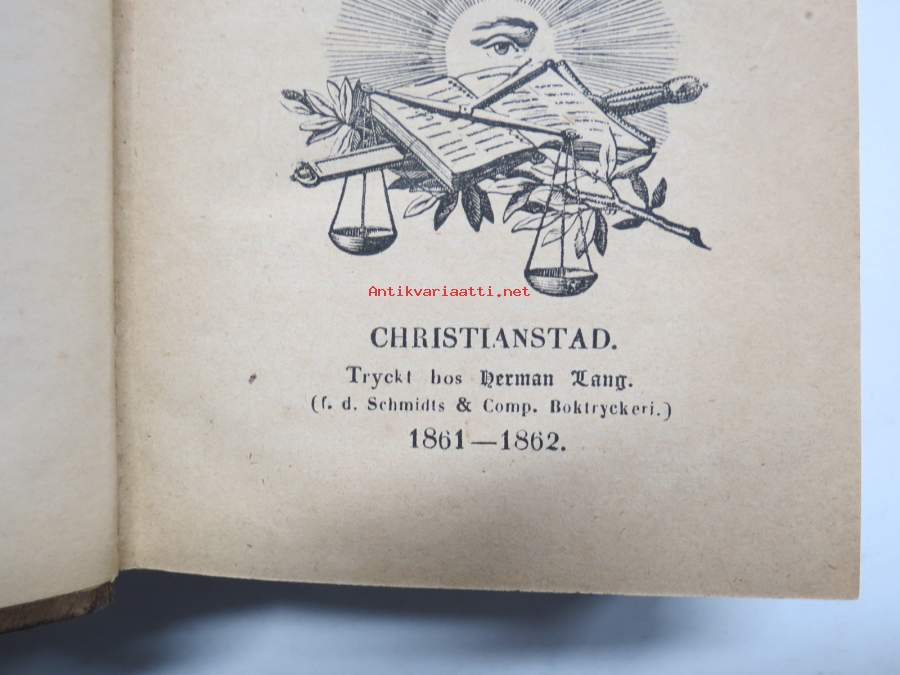 Antikvariaatti.net
CHRISTIANSTAD.
Tryckt hos Herman Lang.
(f. d. Schmidts & Comp. Boktryckeri.)
1861—1862.